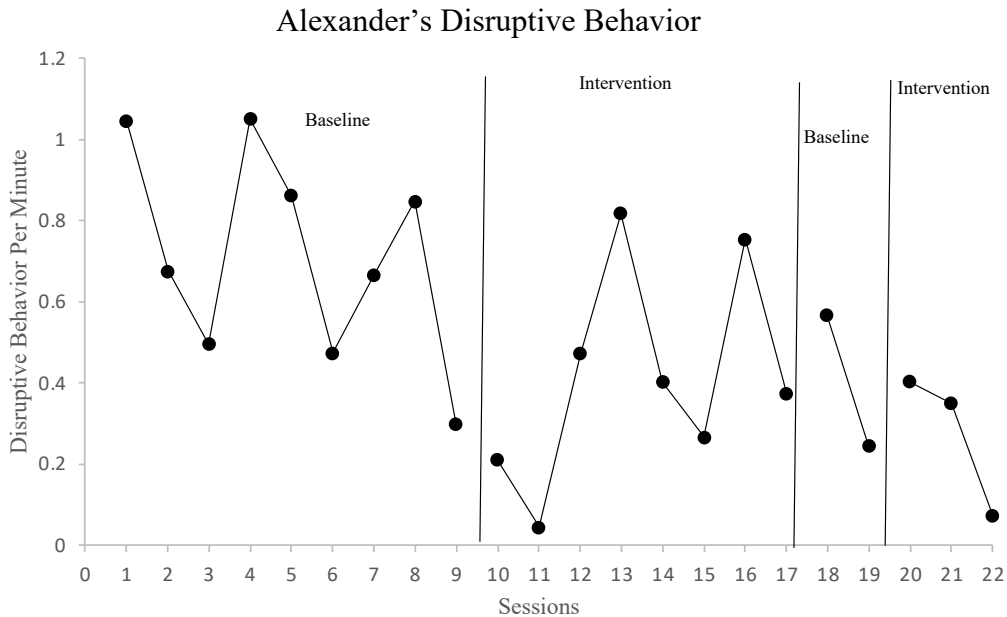 Alexander’s Disruptive Behavior
1.2
1
0.8
0.6
0.4
0.2
0
Disruptive Behavior Per Minute
Baseline
Intervention
Baseline
Intervention
0 1 2 3 4 5 6 7 8 9 10 11 12 13 14 15 16 17 18 19 20 21 22
Sessions